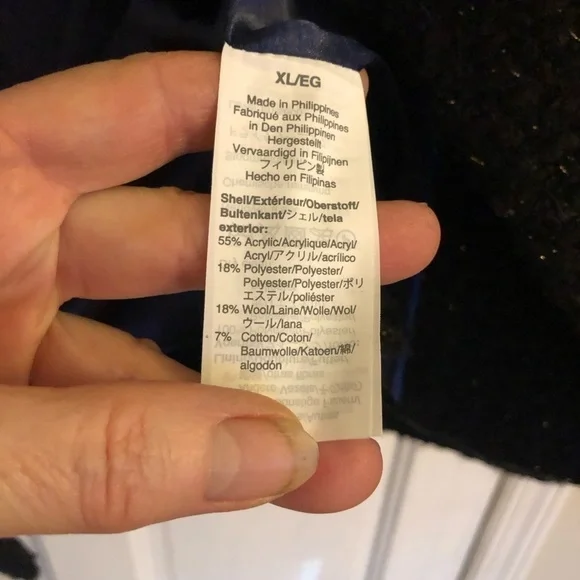 XL/EG
Made in Philippines
Fabriqué aux Philippines
in Den Philippinen
Hergestellt
Vervaardigd in Filipijnen
フィリピン製
Hecho en Filipinas
Shell/Extérieur/Oberstoff/
Buitenkant/シェル/tela
exterior:
55% Acrylic/Acrylique/Acryl/
Acryl/アクリル/acrílico
18% Polyester/Polyester/
Polyester/Polyester/ポリ
エステル/poliéster
18% Wool/Laine/Wolle/Wol/
ウール/lana
7% Cotton/Coton/
Baumwolle/Katoen/綿/
algodón